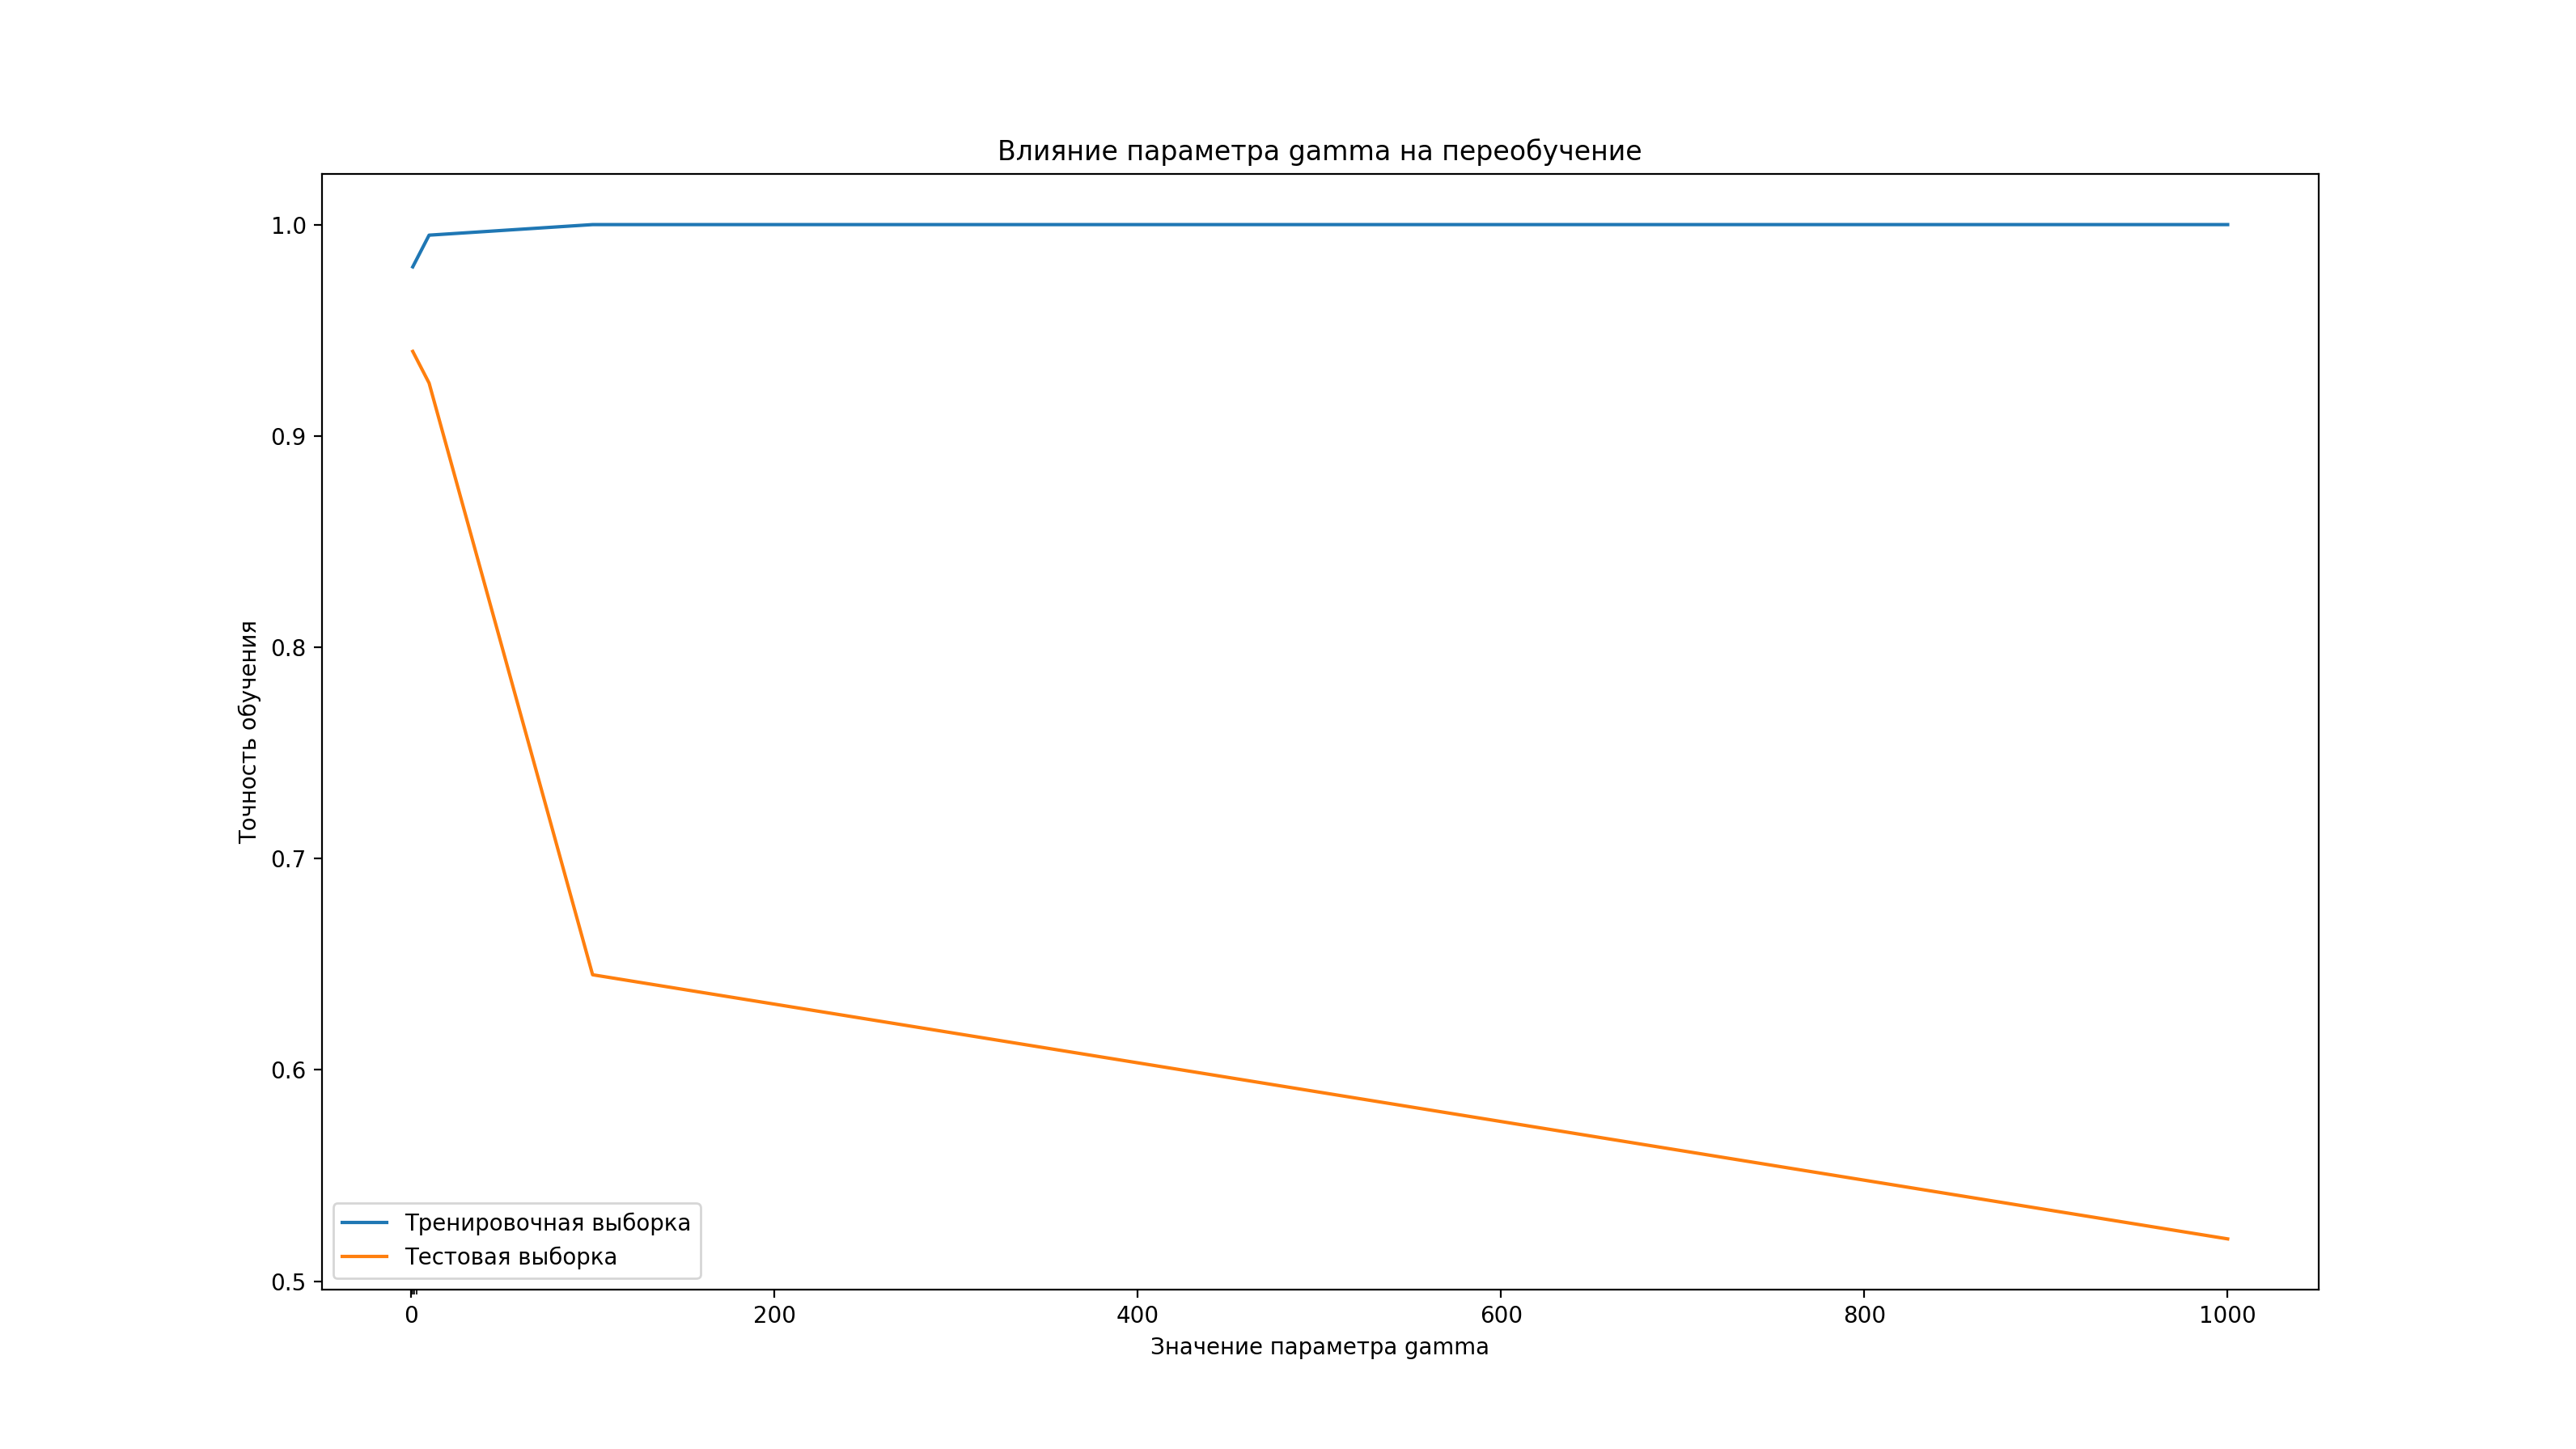 Влияние параметра gamma на переобучение
1.0
0.9
0.8
0.7
0.6
0.5
Точность обучения
Тренировочная выборка
Тестовая выборка
0 200 400 600 800 1000
Значение параметра gamma